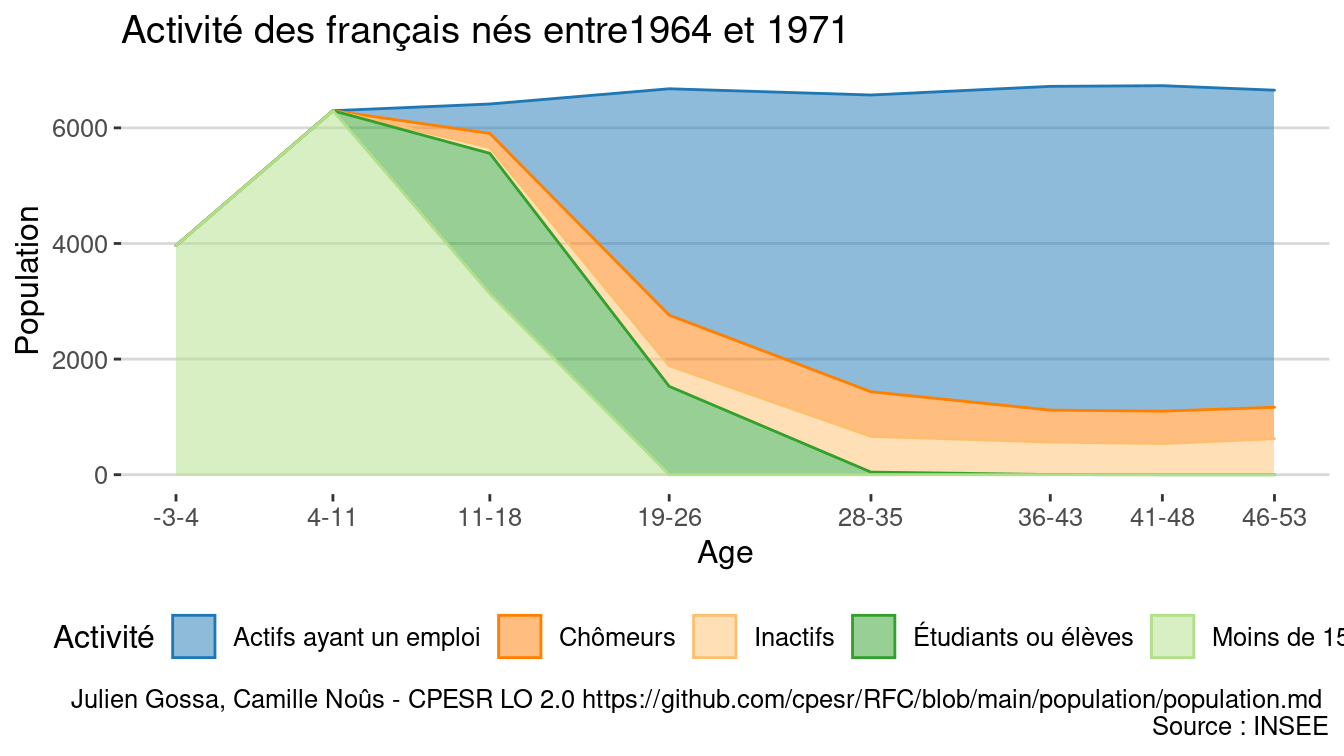 Activité des français nés entre1964 et 1971
Population
6000
4000
2000
0
-3-4 4-11 11-18 19-26 28-35 36-43 41-48 46-53
Age
Activité Actifs ayant un emploi Chômeurs Inactifs Étudiants ou élèves Moins de 15
Julien Gossa, Camille Noûs - CPESR LO 2.0 https://github.com/cpesr/RFC/blob/main/population/population.md
Source : INSEE